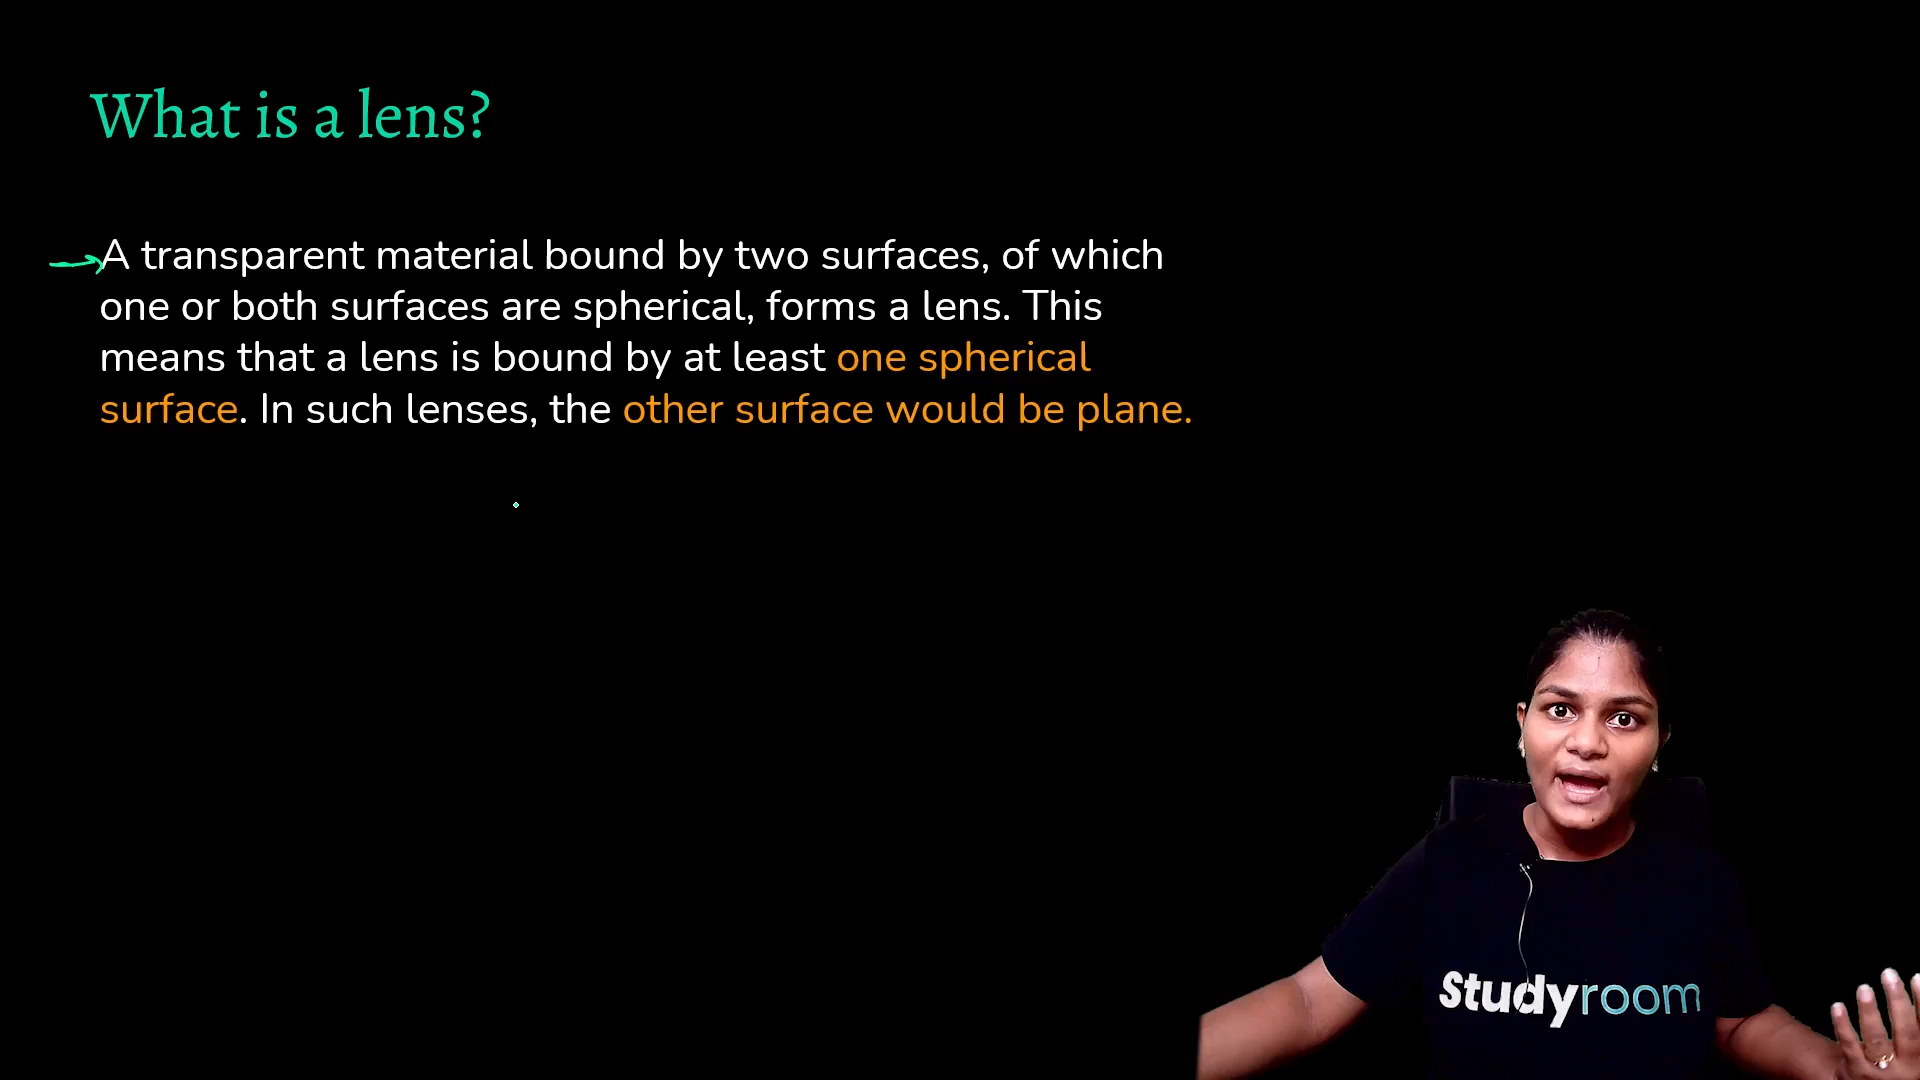 What is a lens?
A transparent material bound by two surfaces, of which
one or both surfaces are spherical, forms a lens. This
means that a lens is bound by at least one spherical
surface. In such lenses, the other surface would be plane.
Studyroom